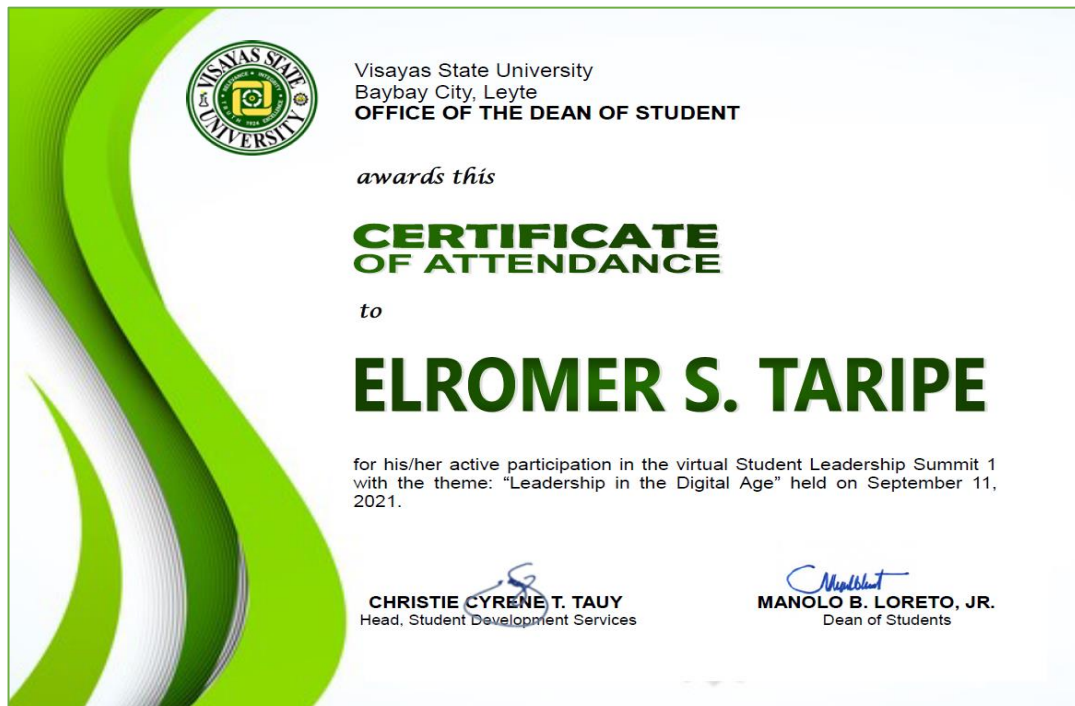 VISAYAS STATE UNIVERSITY
Visayas State University
Baybay City, Leyte
OFFICE OF THE DEAN OF STUDENT
awards this
CERTIFICATE
OF ATTENDANCE
to
ELROMER S. TARIPE
for his/her active participation in the virtual Student Leadership Summit 1
with the theme: “Leadership in the Digital Age” held on September 11,
2021.
CHRISTIE CYRENE T. TAUY
Head, Student Development Services
MANOLO B. LORETO, JR.
Dean of Students